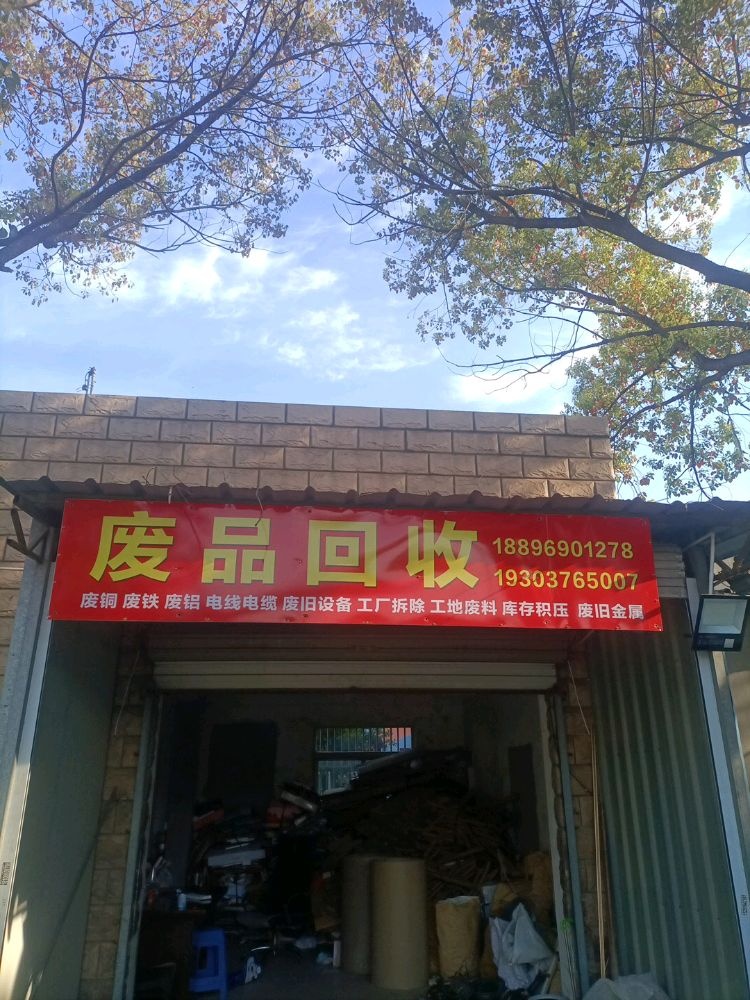 废品回收
18896901278
19303765007
废铜 废铁 废铝 电线电缆 废旧设备 工厂拆除 工地废料 库存积压 废旧金属